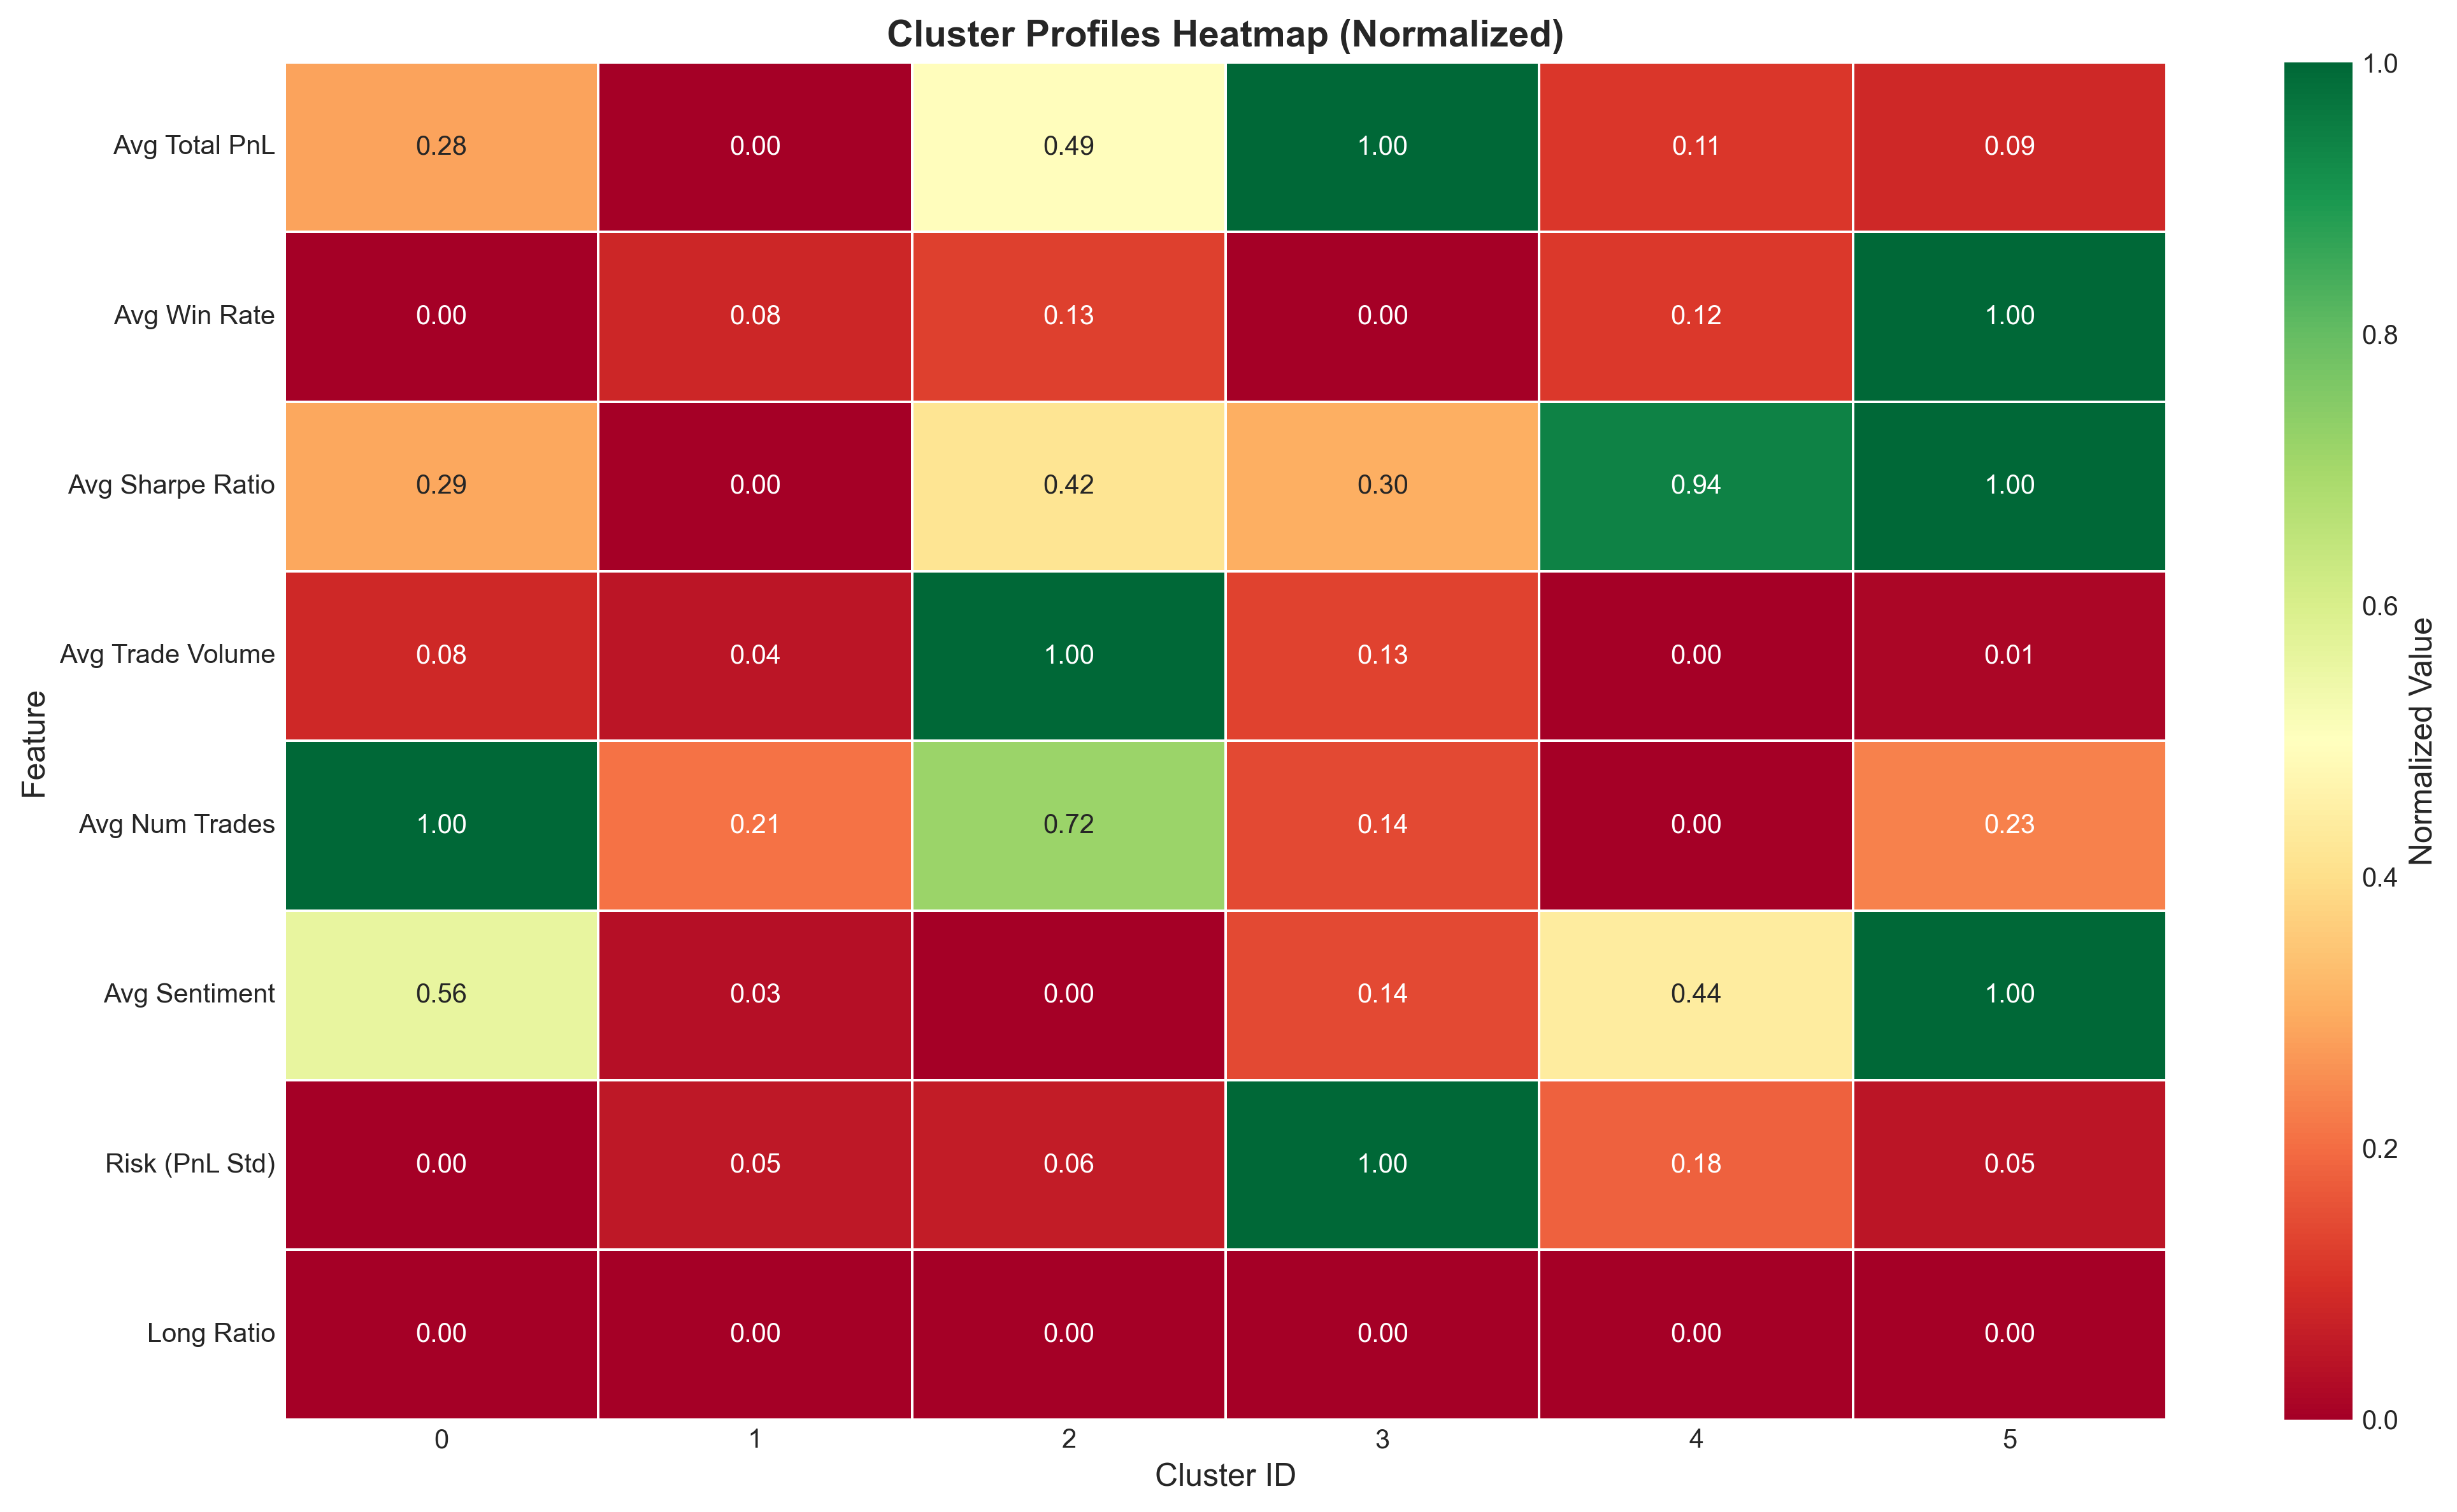 Cluster Profiles Heatmap (Normalized)
Avg Total PnL 0.28 0.00 0.49 1.00 0.11 0.09
Avg Win Rate 0.00 0.08 0.13 0.00 0.12 1.00
Avg Sharpe Ratio 0.29 0.00 0.42 0.30 0.94 1.00
Avg Trade Volume 0.08 0.04 1.00 0.13 0.00 0.01
Avg Num Trades 1.00 0.21 0.72 0.14 0.00 0.23
Avg Sentiment 0.56 0.03 0.00 0.14 0.44 1.00
Risk (PnL Std) 0.00 0.05 0.06 1.00 0.18 0.05
Long Ratio 0.00 0.00 0.00 0.00 0.00 0.00
0 1 2 3 4 5
Cluster ID
Feature
1.0
0.8
0.6
0.4
0.2
0.0
Normalized Value